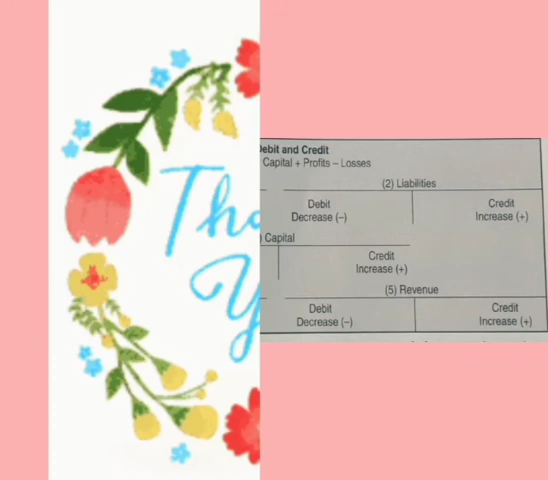 Tha
Y
Debit and Credit
Capital + Profits – Losses
(2) Liabilities
Debit Credit
Decrease (–) Increase (+)
) Capital
Credit
Increase (+)
(5) Revenue
Debit Credit
Decrease (–) Increase (+)